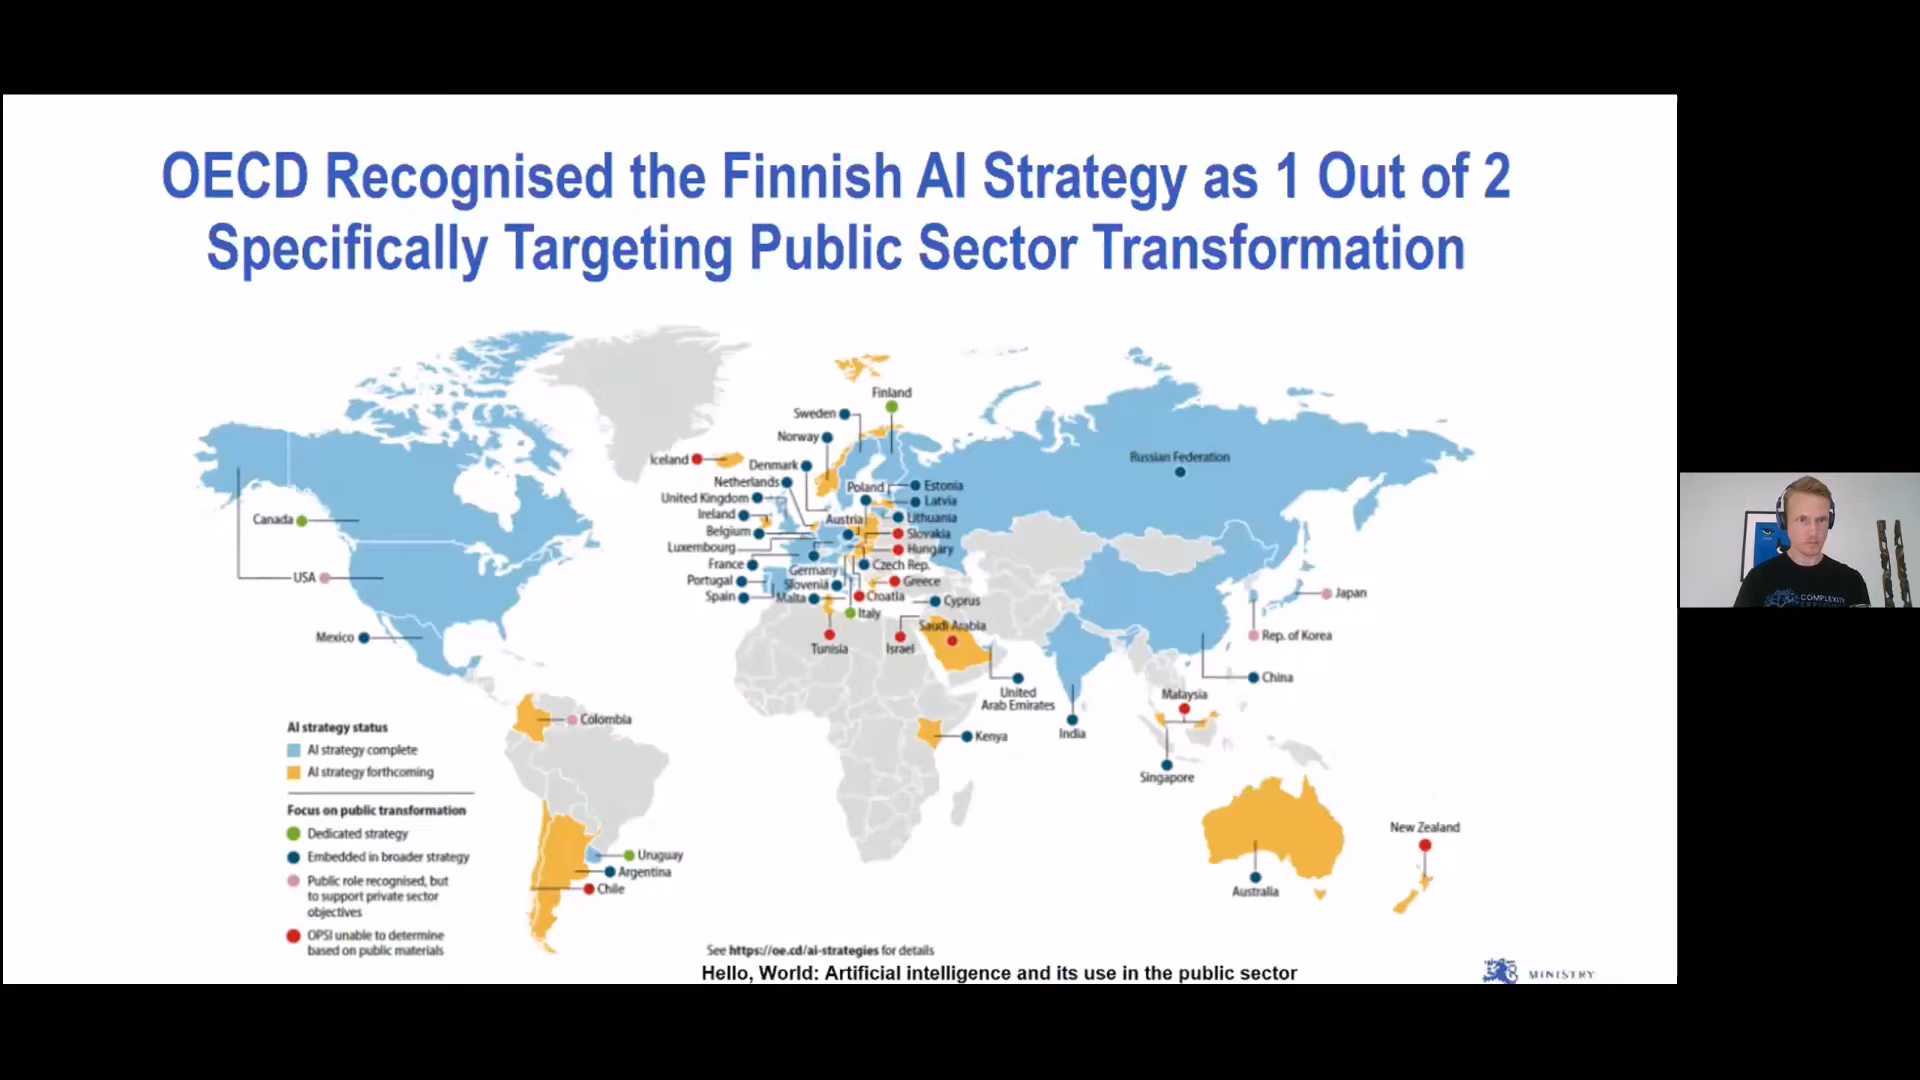 OECD Recognised the Finnish AI Strategy as 1 Out of 2
Specifically Targeting Public Sector Transformation
Finland
Sweden
Norway
Iceland
Denmark
Netherlands
United Kingdom
Ireland
Belgium
Luxembourg
France
Portugal
Spain
Poland
Estonia
Latvia
Austria
Lithuania
Slovakia
Hungary
Czech Rep.
Germany
Slovenia
Greece
Malta
Croatia
Cyprus
Italy
Tunisia
Israel
Saudi Arabia
United
Arab Emirates
Russian Federation
Canada
USA
Mexico
Colombia
Uruguay
Argentina
Chile
Kenya
India
Japan
Rep. of Korea
China
Malaysia
Singapore
Australia
New Zealand
AI strategy status
AI strategy complete
AI strategy forthcoming
Focus on public transformation
Dedicated strategy
Embedded in broader strategy
Public role recognised, but
to support private sector
objectives
OPSI unable to determine
based on public materials
See https://oe.cd/ai-strategies for details
Hello, World: Artificial intelligence and its use in the public sector
MINISTRY
COMPLEXITY